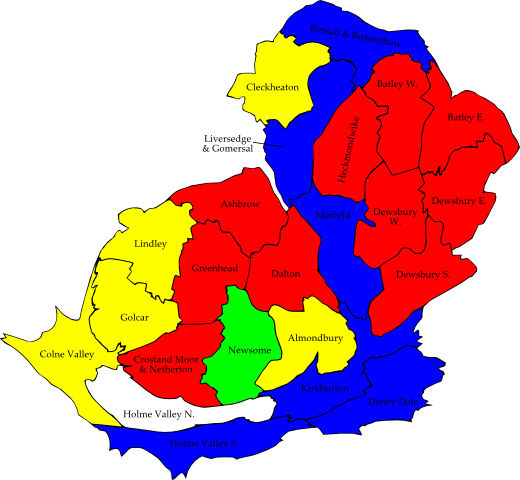 Birstall & Birkenshaw
Cleckheaton
Batley W.
Batley E.
Liversedge
& Gomersal
Heckmondwike
Dewsbury E.
Ashbrow
Mirfield
Dewsbury
W.
Lindley
Greenhead
Dalton
Dewsbury S.
Golcar
Almondbury
Newsome
Colne Valley
Crosland Moor
& Netherton
Kirkburton
Denby Dale
Holme Valley N.
Holme Valley S.